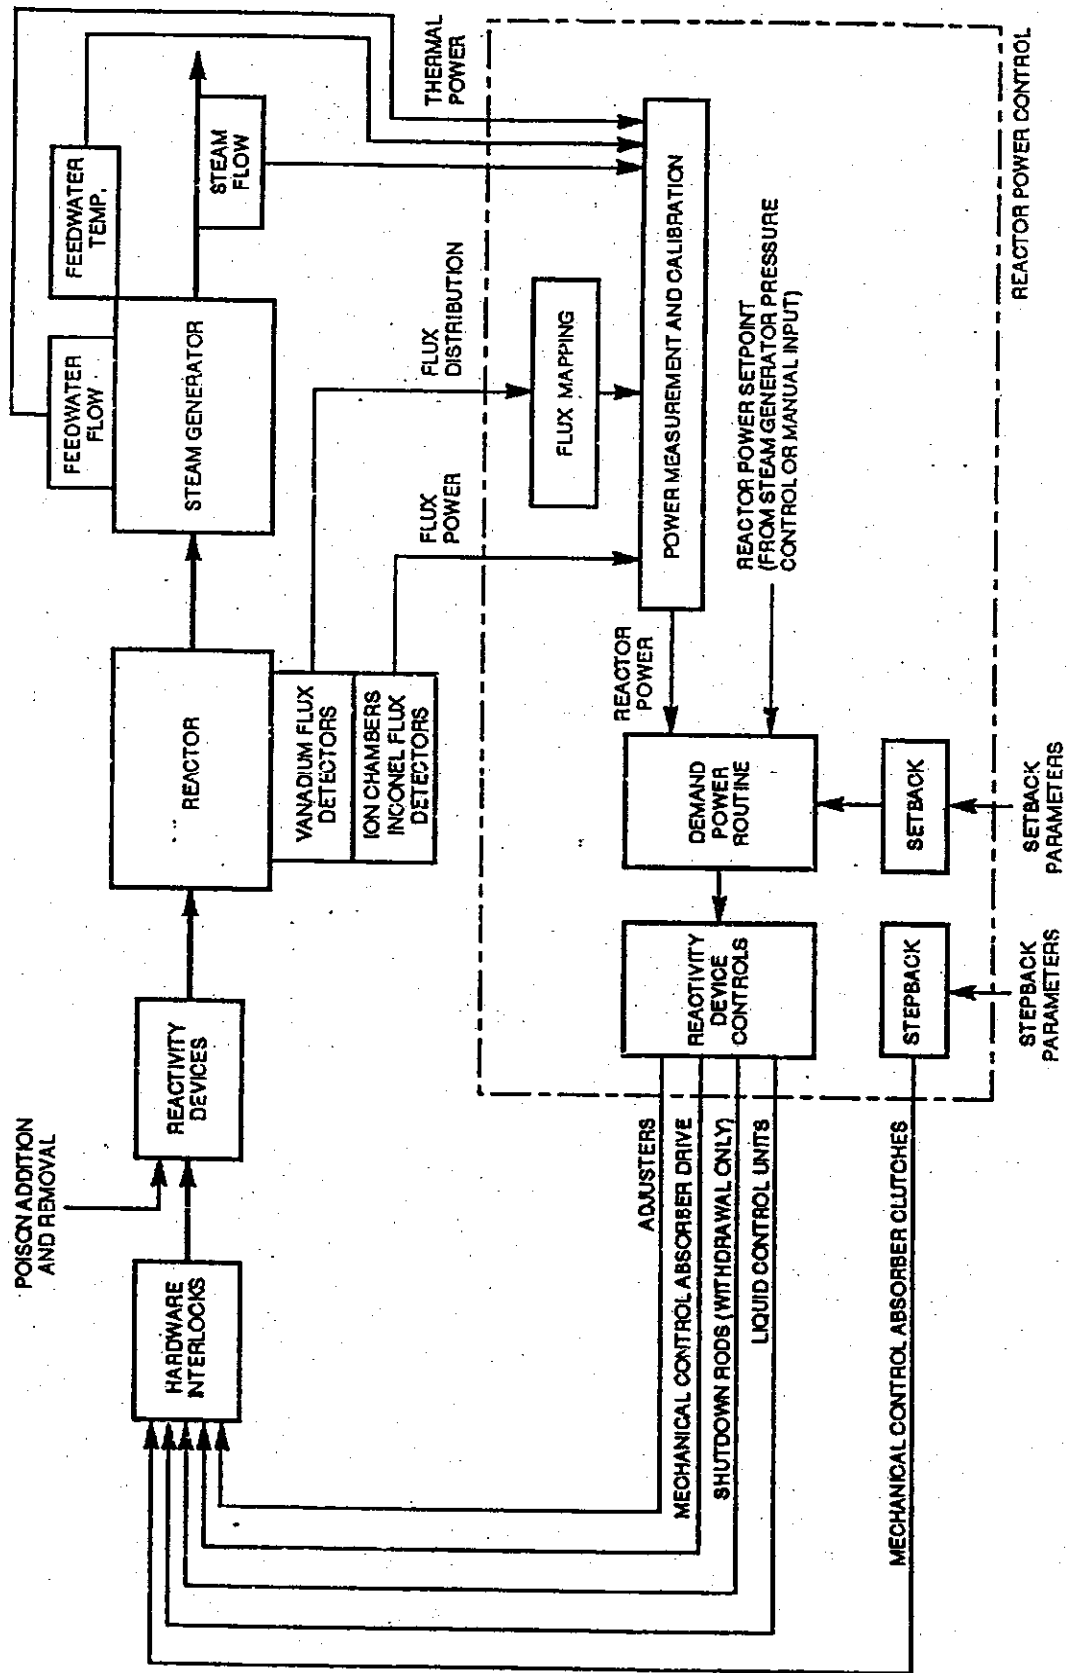 POISON ADDITION
AND REMOVAL
HARDWARE
INTERLOCKS
REACTIVITY
DEVICES
REACTOR
VANADIUM FLUX
DETECTORS
ION CHAMBERS
INCONEL FLUX
DETECTORS
STEAM GENERATOR
FEEDWATER
FLOW
FEEDWATER
TEMP.
STEAM
FLOW
FLUX
POWER
FLUX
DISTRIBUTION
THERMAL
POWER
FLUX MAPPING
POWER MEASUREMENT AND CALIBRATION
REACTOR
POWER
REACTOR POWER SETPOINT
(FROM STEAM GENERATOR PRESSURE
CONTROL OR MANUAL INPUT)
DEMAND
POWER
ROUTINE
REACTIVITY
DEVICE
CONTROLS
SETBACK
SETBACK
PARAMETERS
STEPBACK
STEPBACK
PARAMETERS
ADJUSTERS
MECHANICAL CONTROL ABSORBER DRIVE
SHUTDOWN RODS (WITHDRAWAL ONLY)
LIQUID CONTROL UNITS
MECHANICAL CONTROL ABSORBER CLUTCHES
REACTOR POWER CONTROL